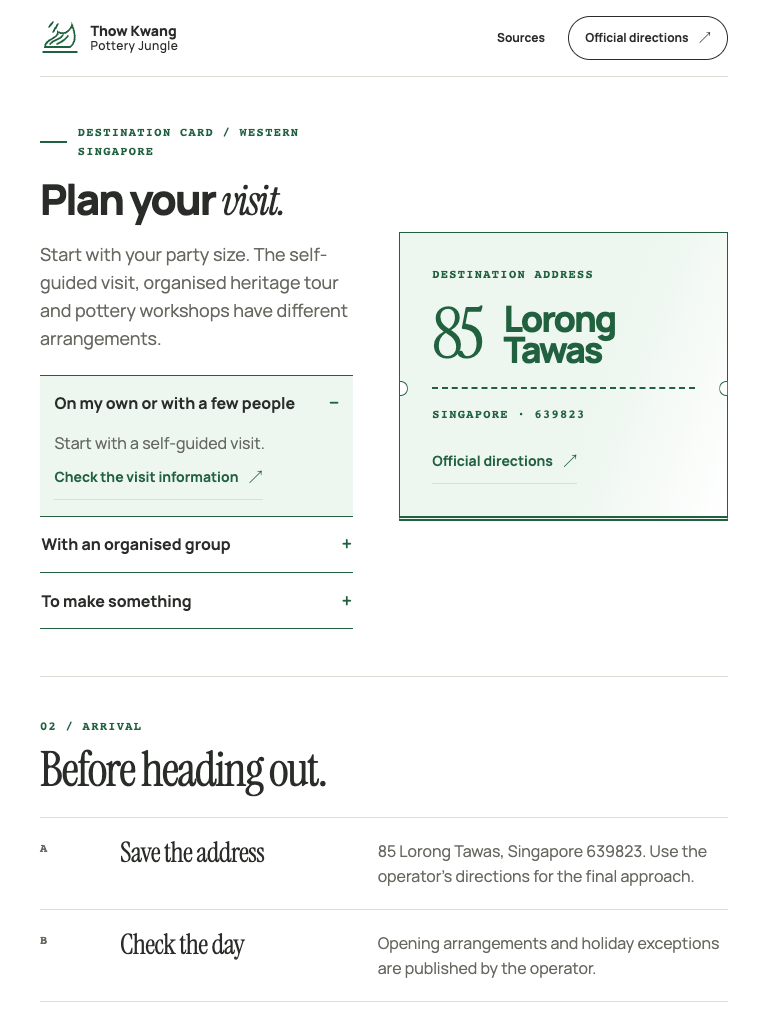 Thow Kwang
Pottery Jungle
Sources
Official directions ↗
DESTINATION CARD / WESTERN
SINGAPORE
Plan your visit.
Start with your party size. The self-
guided visit, organised heritage tour
and pottery workshops have different
arrangements.
On my own or with a few people −
Start with a self-guided visit.
Check the visit information ↗
With an organised group +
To make something +
DESTINATION ADDRESS
85 Lorong
Tawas
SINGAPORE · 639823
Official directions ↗
02 / ARRIVAL
Before heading out.
A
Save the address
85 Lorong Tawas, Singapore 639823. Use the
operator's directions for the final approach.
B
Check the day
Opening arrangements and holiday exceptions
are published by the operator.